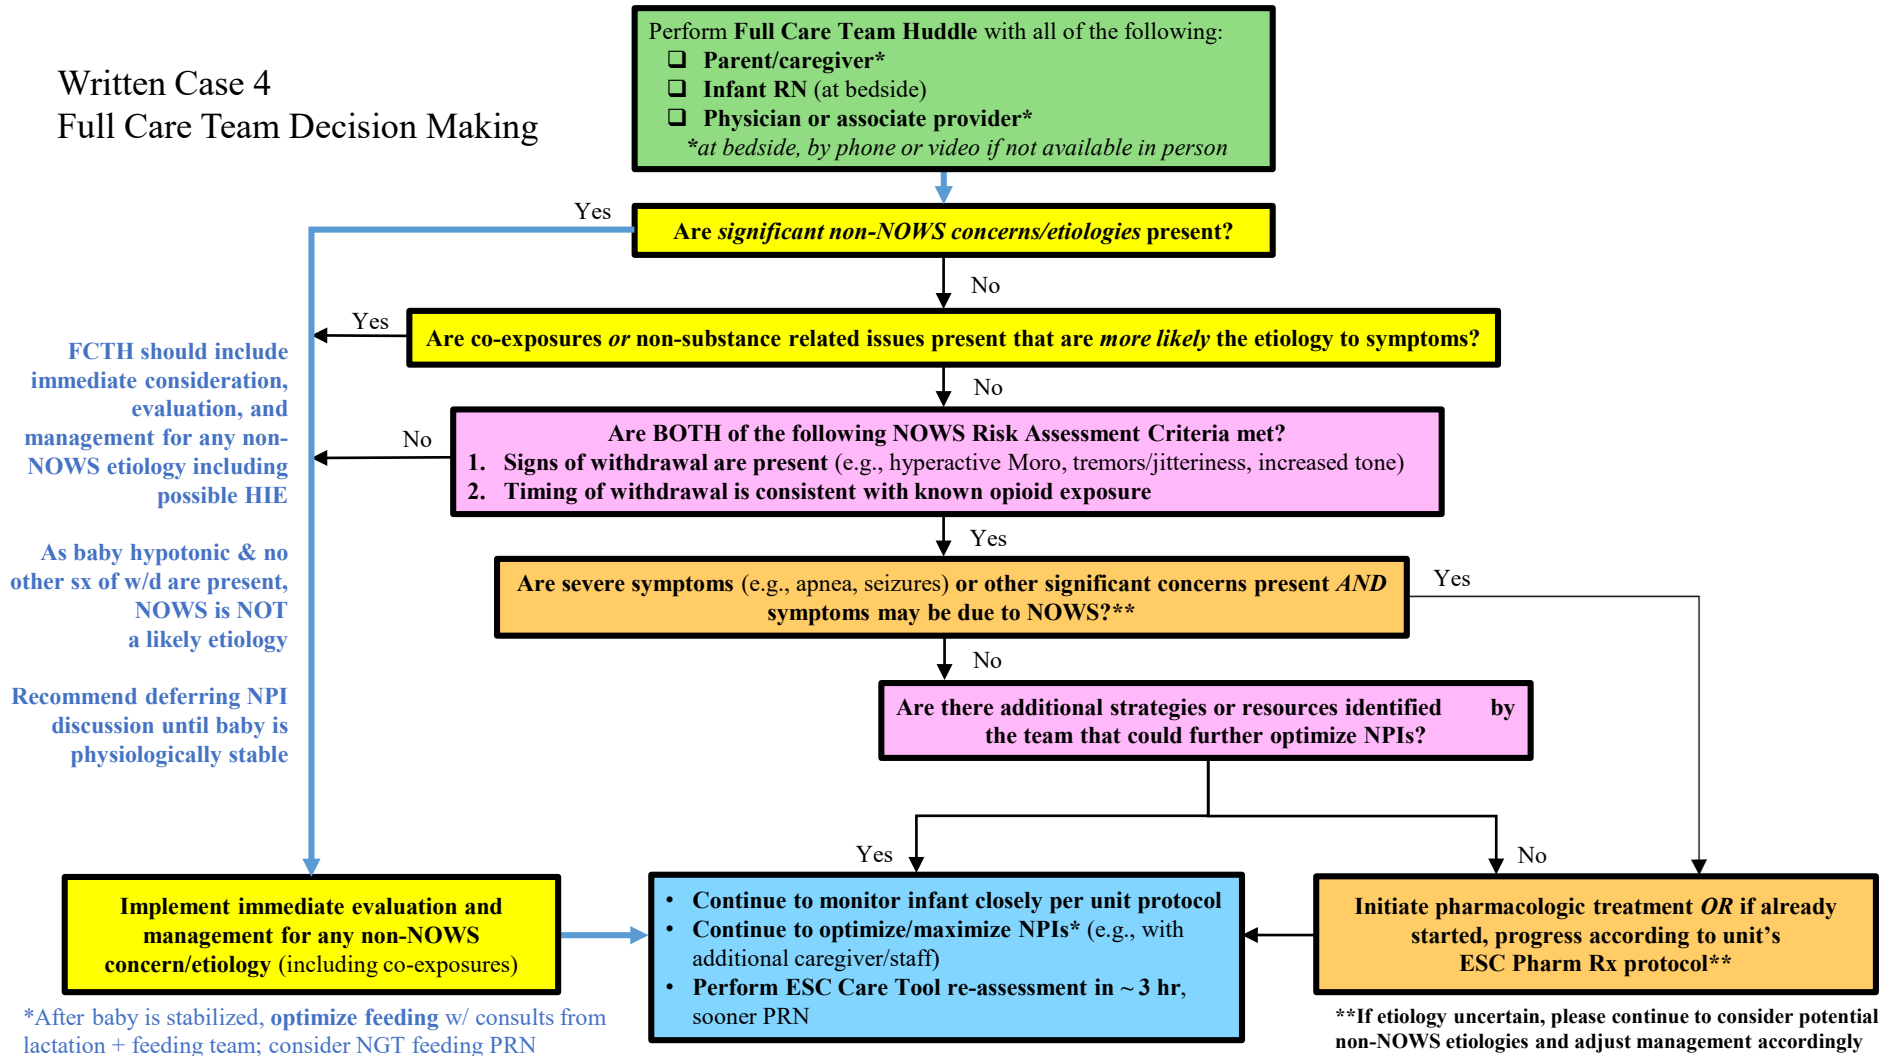 Written Case 4
Full Care Team Decision Making
Perform Full Care Team Huddle with all of the following:
❑ Parent/caregiver*
❑ Infant RN (at bedside)
❑ Physician or associate provider*
*at bedside, by phone or video if not available in person
Yes
Are significant non-NOWS concerns/etiologies present?
No
Yes
Are co-exposures or non-substance related issues present that are more likely the etiology to symptoms?
No
FCTH should include
immediate consideration,
evaluation, and
management for any non-
NOWS etiology including
possible HIE
No
Are BOTH of the following NOWS Risk Assessment Criteria met?
1. Signs of withdrawal are present (e.g., hyperactive Moro, tremors/jitteriness, increased tone)
2. Timing of withdrawal is consistent with known opioid exposure
Yes
As baby hypotonic & no
other sx of w/d are present,
NOWS is NOT
a likely etiology
Are severe symptoms (e.g., apnea, seizures) or other significant concerns present AND
symptoms may be due to NOWS?**
Yes
No
Recommend deferring NPI
discussion until baby is
physiologically stable
Are there additional strategies or resources identified by
the team that could further optimize NPIs?
Yes
No
Implement immediate evaluation and
management for any non-NOWS
concern/etiology (including co-exposures)
• Continue to monitor infant closely per unit protocol
• Continue to optimize/maximize NPIs* (e.g., with
additional caregiver/staff)
• Perform ESC Care Tool re-assessment in ~ 3 hr,
sooner PRN
Initiate pharmacologic treatment OR if already
started, progress according to unit's
ESC Pharm Rx protocol**
*After baby is stabilized, optimize feeding w/ consults from
lactation + feeding team; consider NGT feeding PRN
**If etiology uncertain, please continue to consider potential
non-NOWS etiologies and adjust management accordingly